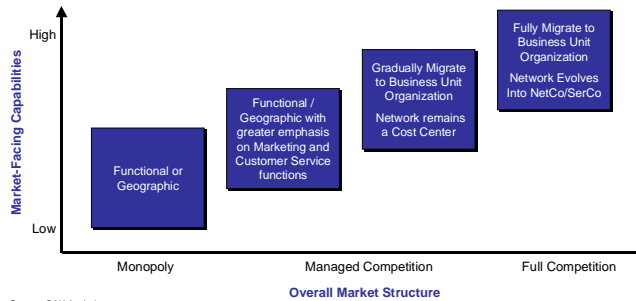 High
Market-Facing Capabilities
Low
Functional or
Geographic
Functional /
Geographic with
greater emphasis
on Marketing and
Customer Service
functions
Gradually Migrate
to Business Unit
Organization
Network remains
a Cost Center
Fully Migrate to
Business Unit
Organization
Network Evolves
Into NetCo/SerCo
Monopoly
Managed Competition
Full Competition
Overall Market Structure